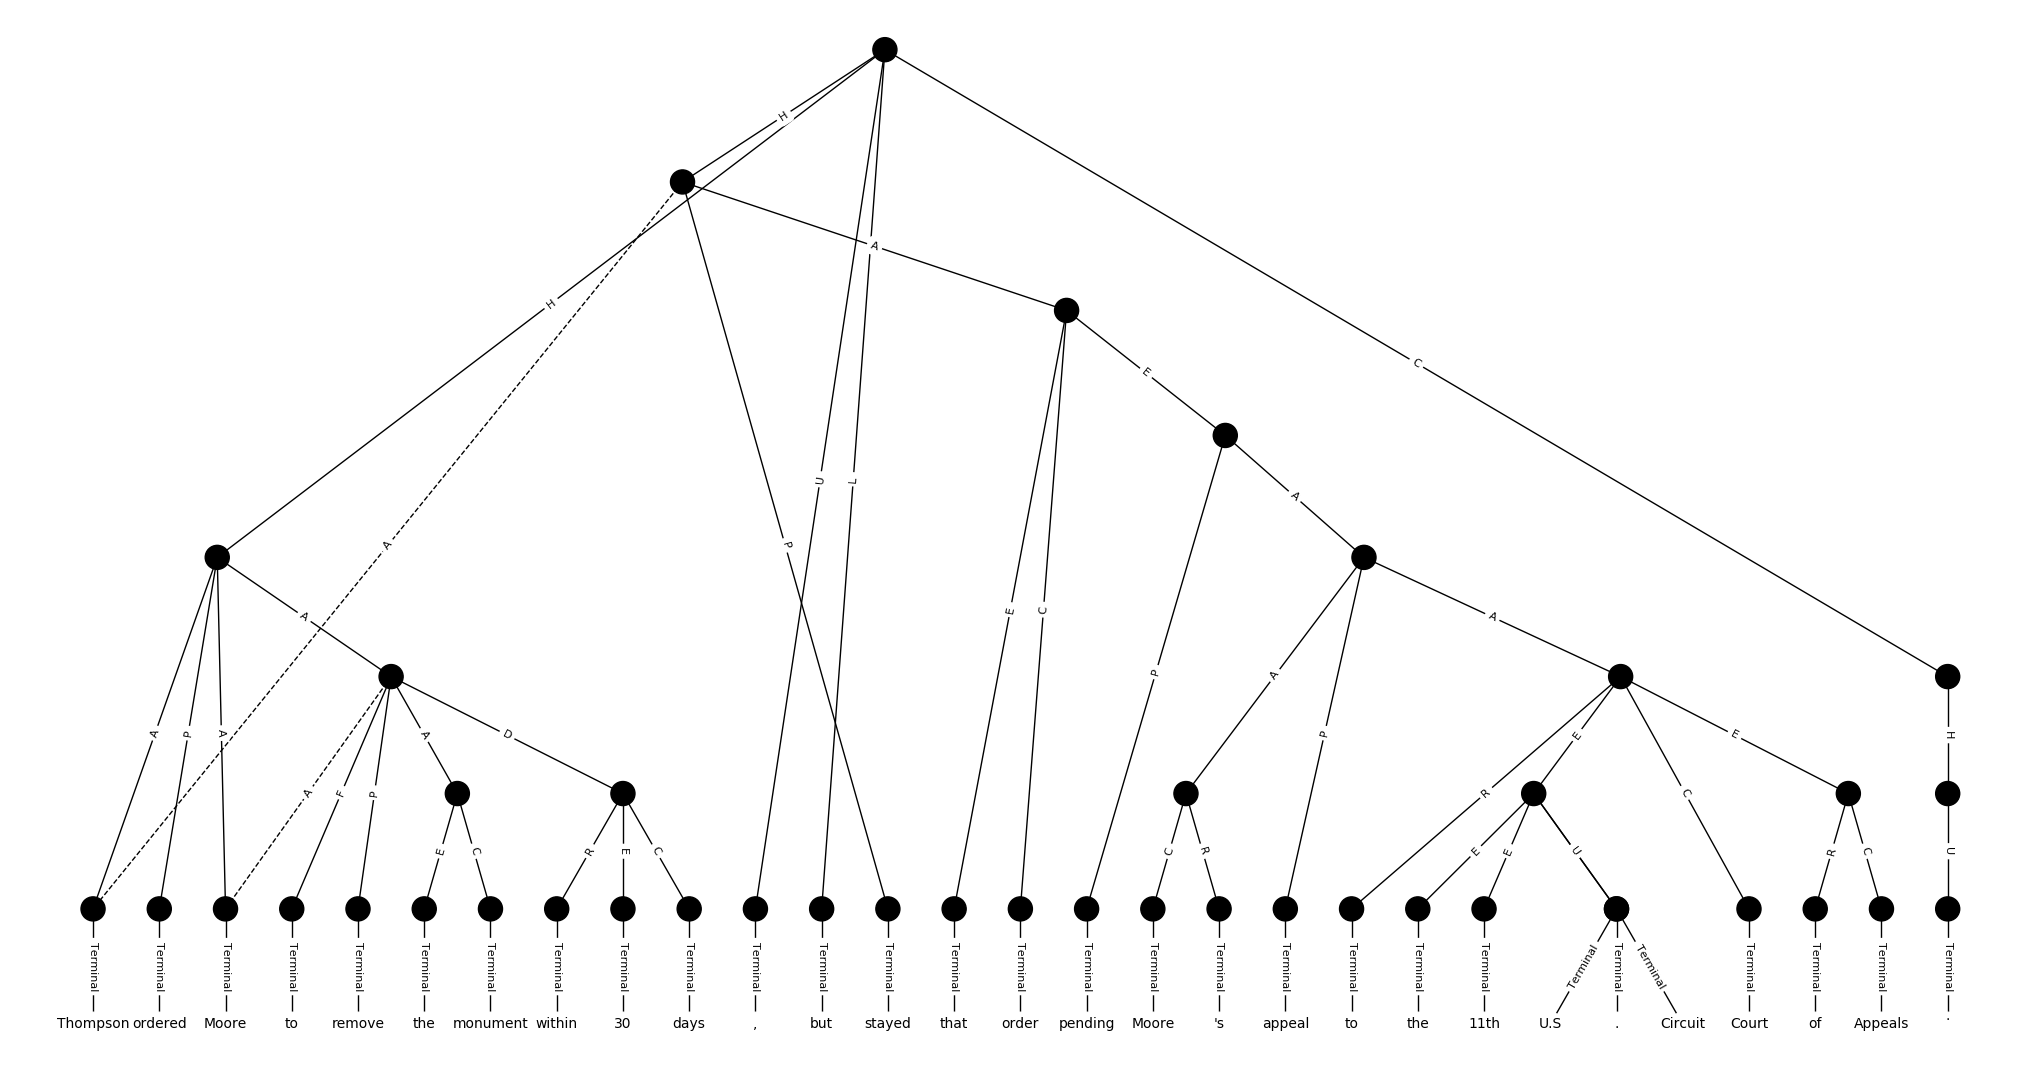 H
A
H
C
E
A
U
L
A
P
E
C
A
A
P
A
A
P
A
A
D
P
R
E
C
E
H
A
F
P
E
C
R
E
C
C
R
E
E
U
R
C
U
Terminal Terminal Terminal Terminal Terminal Terminal Terminal Terminal Terminal Terminal Terminal Terminal Terminal Terminal Terminal Terminal Terminal Terminal Terminal Terminal Terminal Terminal Terminal Terminal Terminal Terminal Terminal Terminal Terminal
Thompson ordered Moore to remove the monument within 30 days , but stayed that order pending Moore 's appeal to the 11th U.S . Circuit Court of Appeals .